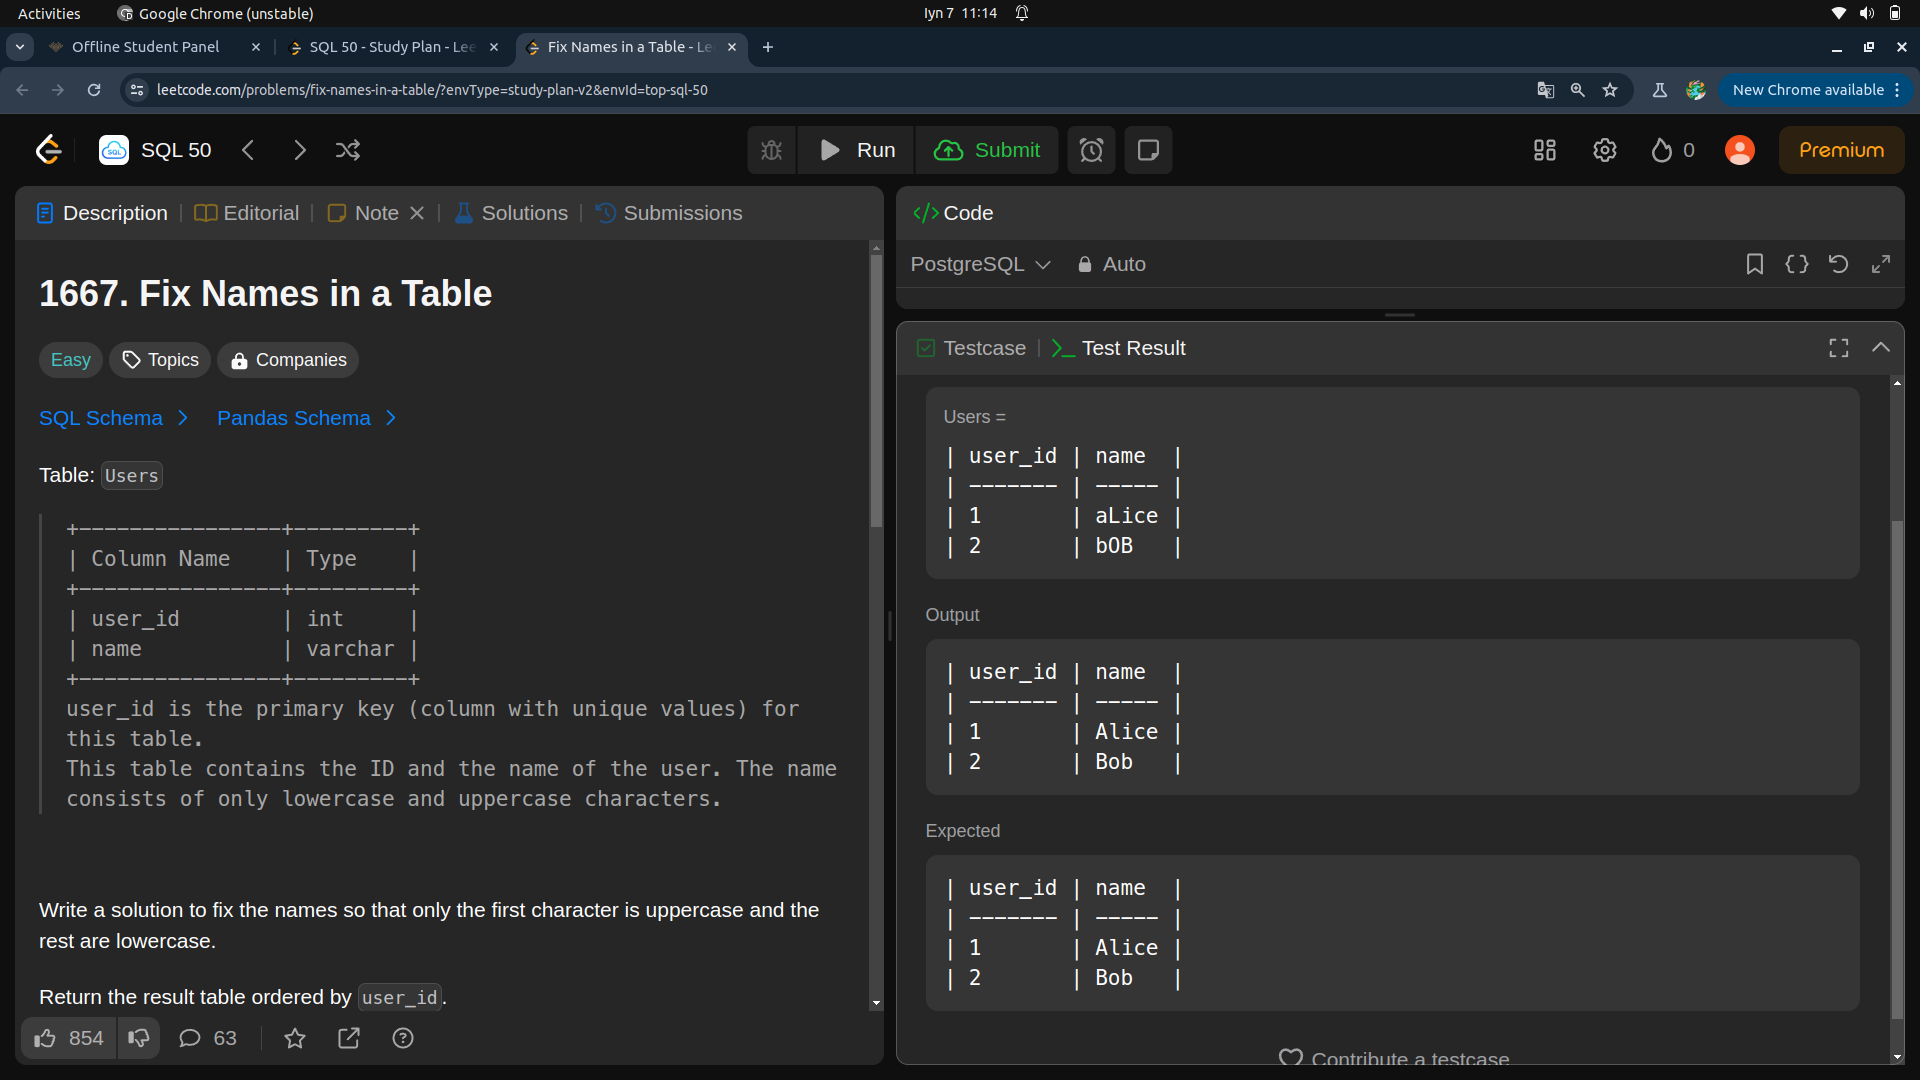 Activities
Google Chrome (unstable)
Iyn 7 11:14
Offline Student Panel
SQL 50 - Study Plan - Lee
Fix Names in a Table - Le
leetcode.com/problems/fix-names-in-a-table/?envType=study-plan-v2&envId=top-sql-50
New Chrome available
SQL 50
Run
Submit
0
Premium
Description
Editorial
Note
Solutions
Submissions
1667. Fix Names in a Table
Easy
Topics
Companies
SQL Schema
Pandas Schema
Table: Users
+----------------+---------+
| Column Name    | Type    |
+----------------+---------+
| user_id        | int     |
| name           | varchar |
+----------------+---------+
user_id is the primary key (column with unique values) for
this table.
This table contains the ID and the name of the user. The name
consists of only lowercase and uppercase characters.
Write a solution to fix the names so that only the first character is uppercase and the
rest are lowercase.
Return the result table ordered by user_id.
854
63
</> Code
PostgreSQL
Auto
Testcase
Test Result
Users =
| user_id | name  |
| ------- | ----- |
| 1       | aLice |
| 2       | bOB   |
Output
| user_id | name  |
| ------- | ----- |
| 1       | Alice |
| 2       | Bob   |
Expected
| user_id | name  |
| ------- | ----- |
| 1       | Alice |
| 2       | Bob   |
Contribute a testcase